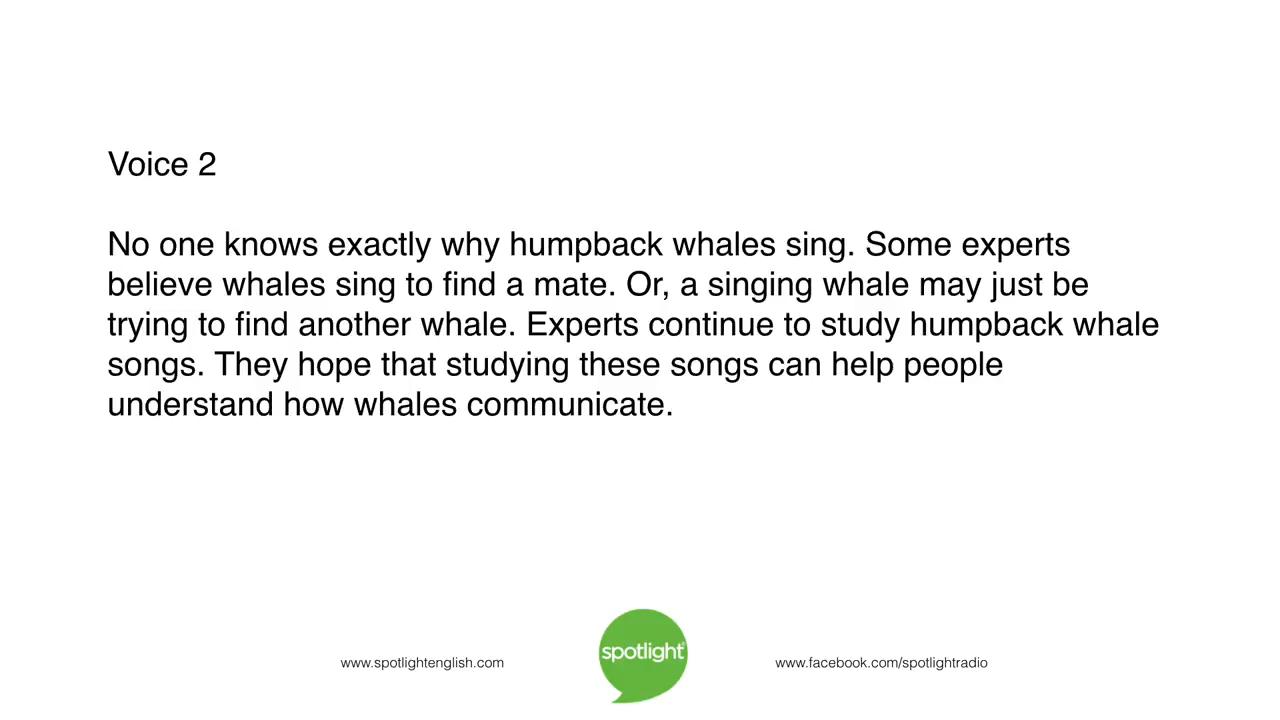 Voice 2
No one knows exactly why humpback whales sing. Some experts
believe whales sing to find a mate. Or, a singing whale may just be
trying to find another whale. Experts continue to study humpback whale
songs. They hope that studying these songs can help people
understand how whales communicate.
www.spotlightenglish.com
spotlight®
www.facebook.com/spotlightradio